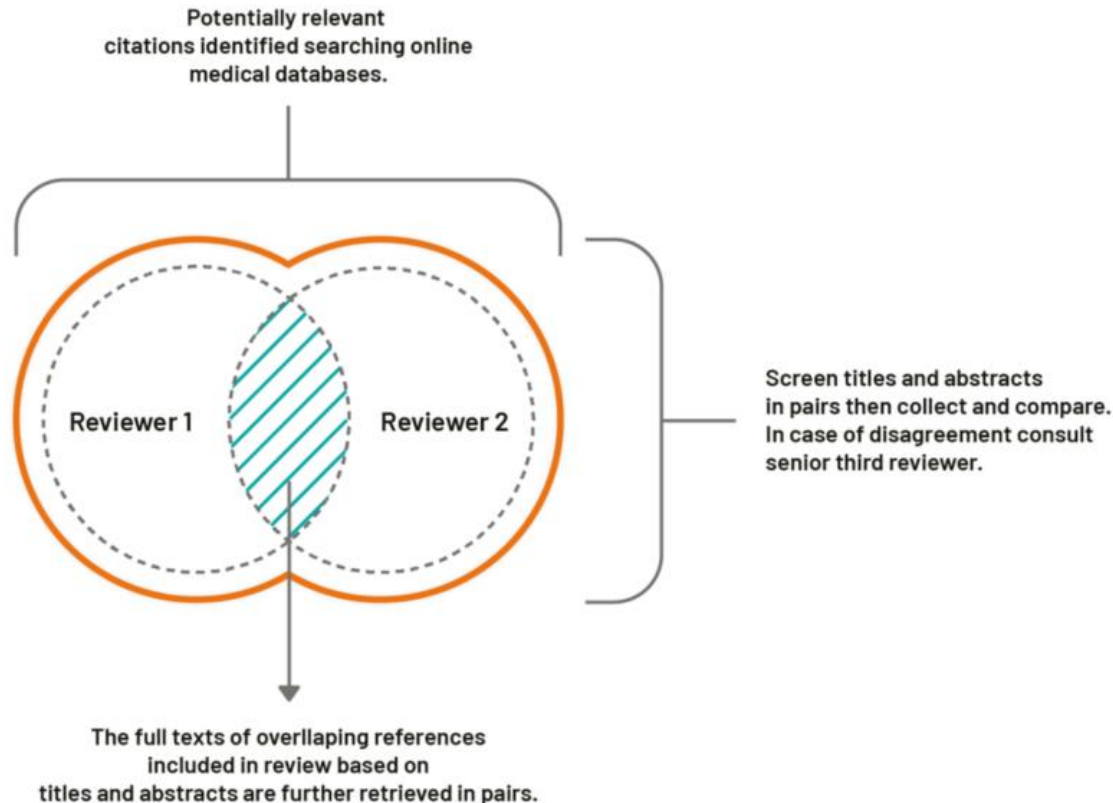 Potentially relevant
citations identified searching online
medical databases.
Reviewer 1
Reviewer 2
Screen titles and abstracts
in pairs then collect and compare.
In case of disagreement consult
senior third reviewer.
The full texts of overllaping references
included in review based on
titles and abstracts are further retrieved in pairs.